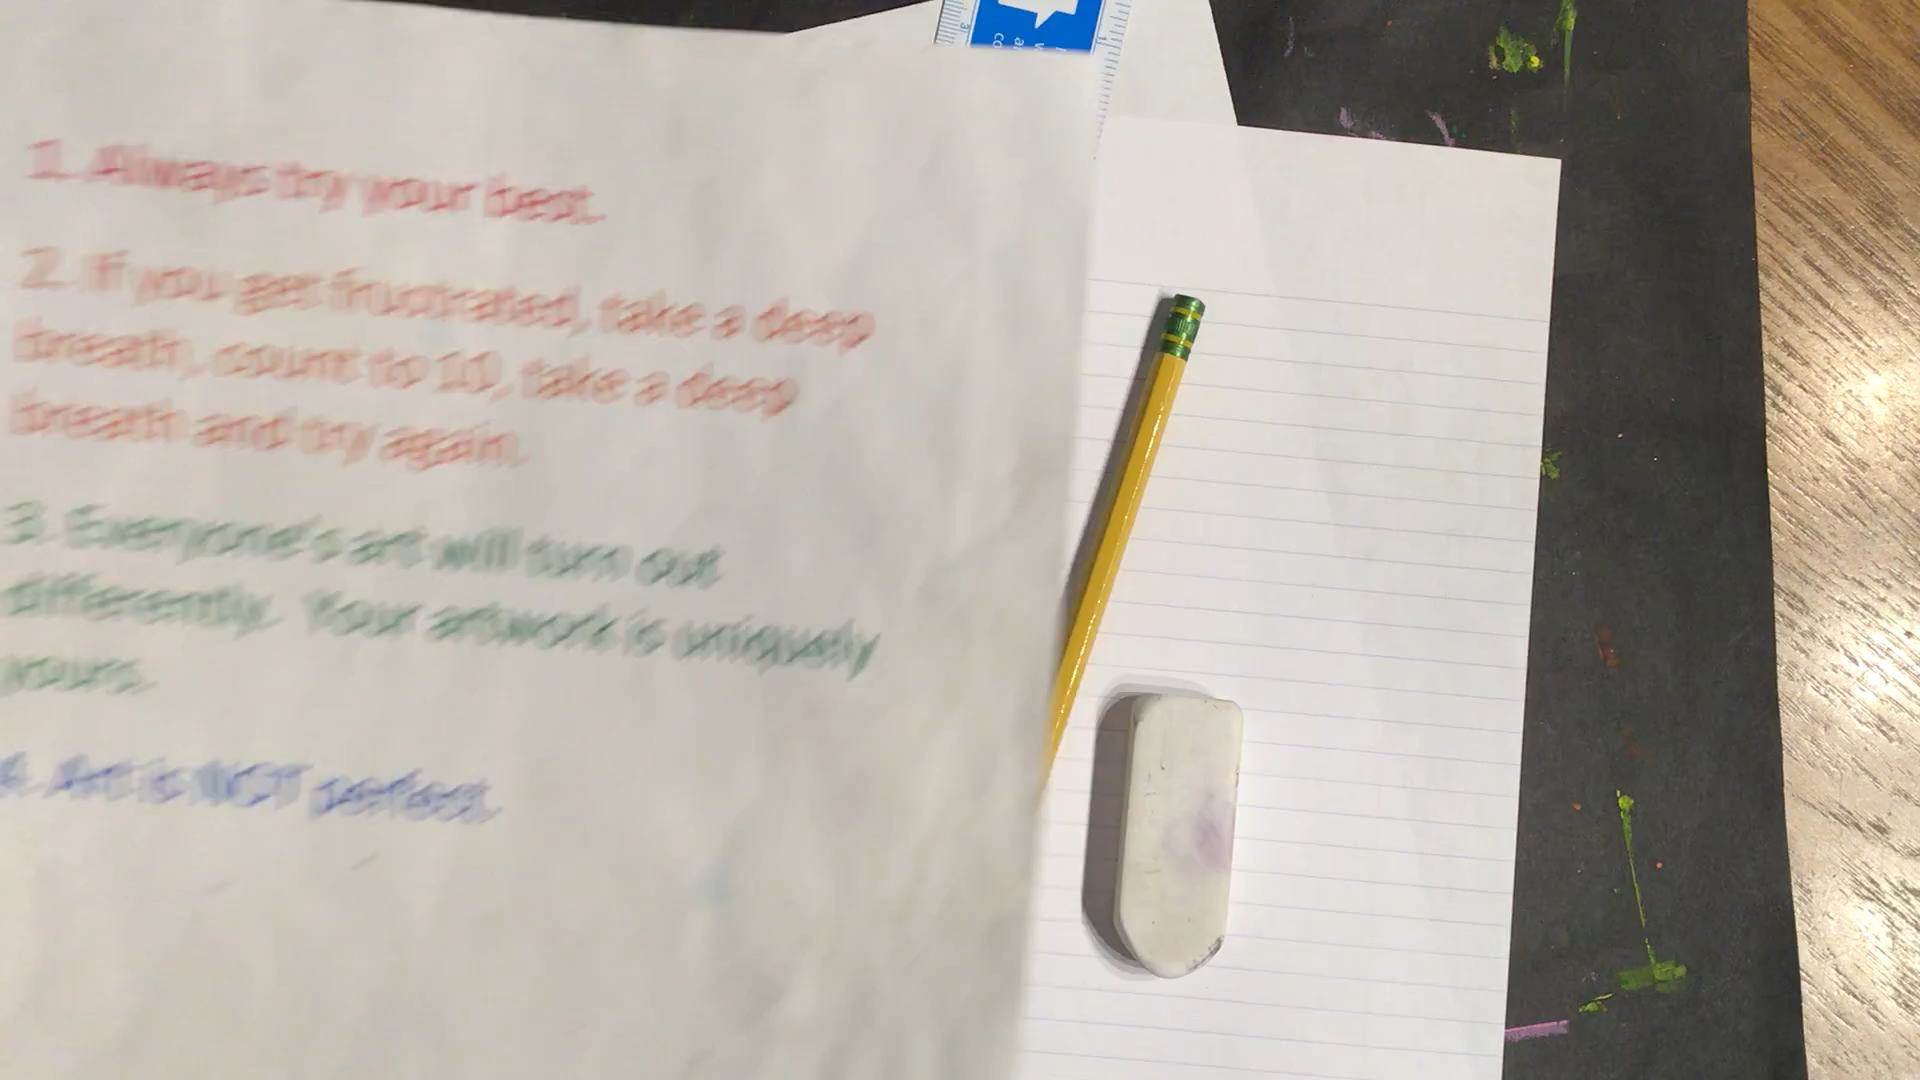 1. Always try your best.
2. If you get frustrated, take a deep
breath, count to 10, take a deep
breath and try again.
3. Everyone's art will turn out
differently. Your artwork is uniquely
yours.
4. Art is NOT perfect.